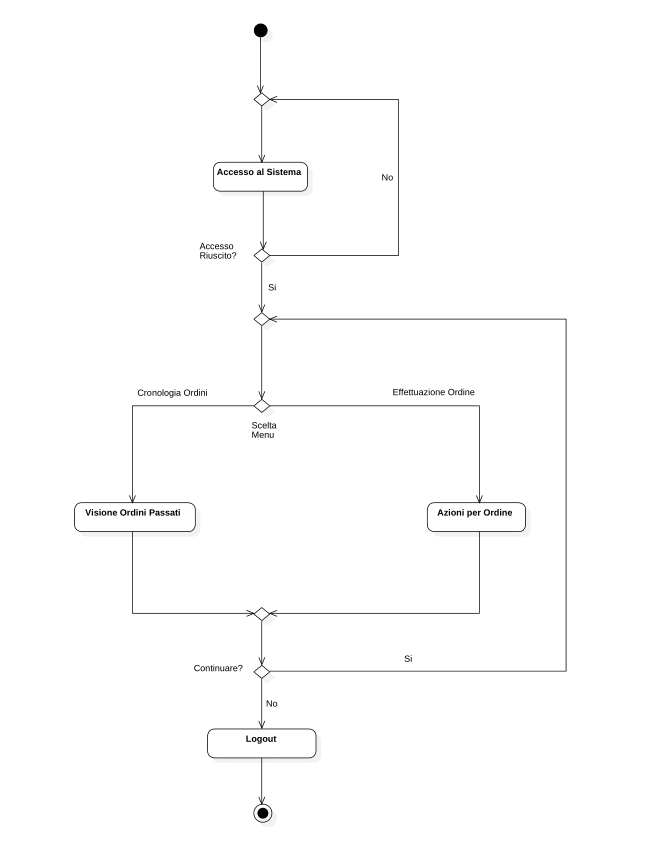 Accesso al Sistema
No
Accesso
Riuscito?
Si
Cronologia Ordini
Effettuazione Ordine
Scelta
Menu
Visione Ordini Passati
Azioni per Ordine
Si
Continuare?
No
Logout